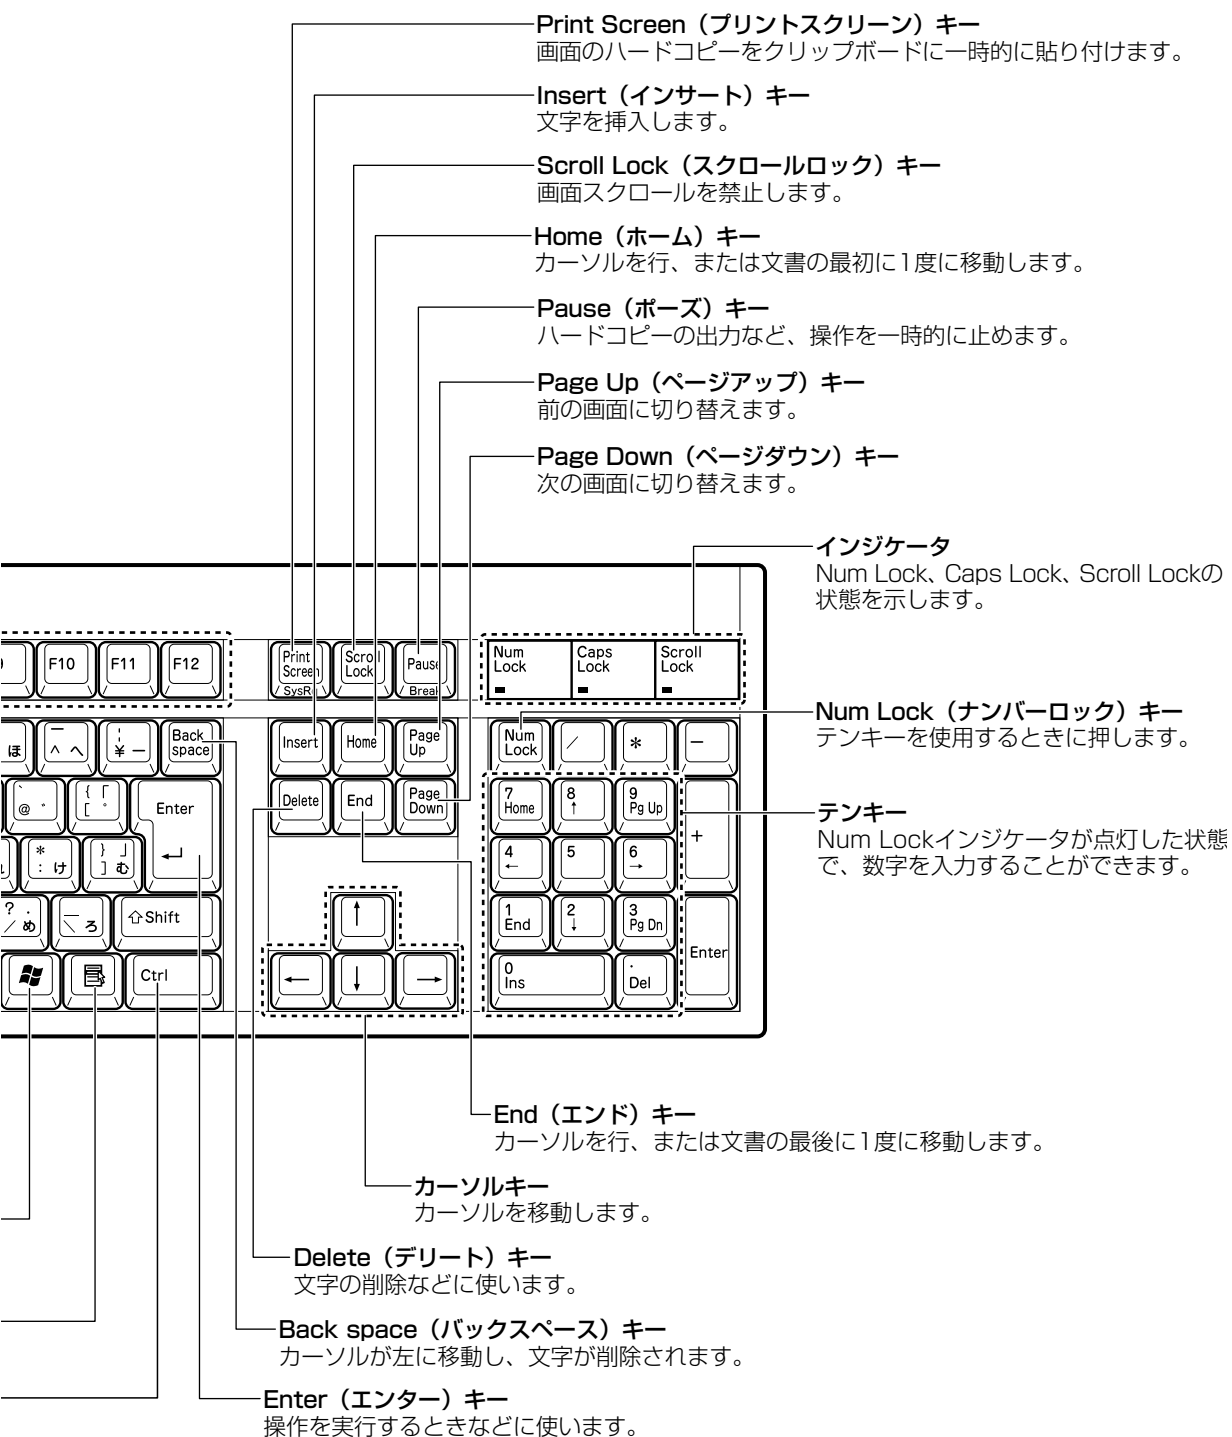 Print Screen（プリントスクリーン）キー
画面のハードコピーをクリップボードに一時的に貼り付けます。
Insert（インサート）キー
文字を挿入します。
Scroll Lock（スクロールロック）キー
画面スクロールを禁止します。
Home（ホーム）キー
カーソルを行、または文書の最初に1度に移動します。
Pause（ポーズ）キー
ハードコピーの出力など、操作を一時的に止めます。
Page Up（ページアップ）キー
前の画面に切り替えます。
Page Down（ページダウン）キー
次の画面に切り替えます。
インジケータ
Num Lock、Caps Lock、Scroll Lockの
状態を示します。
F10 F11 F12
Print Screen SysRq
Scroll Lock
Pause Break
Num Lock
Caps Lock
Scroll Lock
Num Lock（ナンバーロック）キー
テンキーを使用するときに押します。
ほ
^ へ
¥ ー
Back space
Insert Home Page Up
Num Lock / * −
@ ゛
{ 「 [ ゜
Enter
Delete End Page Down
7 Home
8 ↑
9 Pg Up
+
テンキー
Num Lockインジケータが点灯した状態
で、数字を入力することができます。
* : け
} 」 ] む
↵
4 ←
5
6 →
? ・ / め
＿ \ ろ
⇧Shift
↑
1 End
2 ↓
3 Pg Dn
Enter
Ctrl
← ↓ →
0 Ins
. Del
End（エンド）キー
カーソルを行、または文書の最後に1度に移動します。
カーソルキー
カーソルを移動します。
Delete（デリート）キー
文字の削除などに使います。
Back space（バックスペース）キー
カーソルが左に移動し、文字が削除されます。
Enter（エンター）キー
操作を実行するときなどに使います。